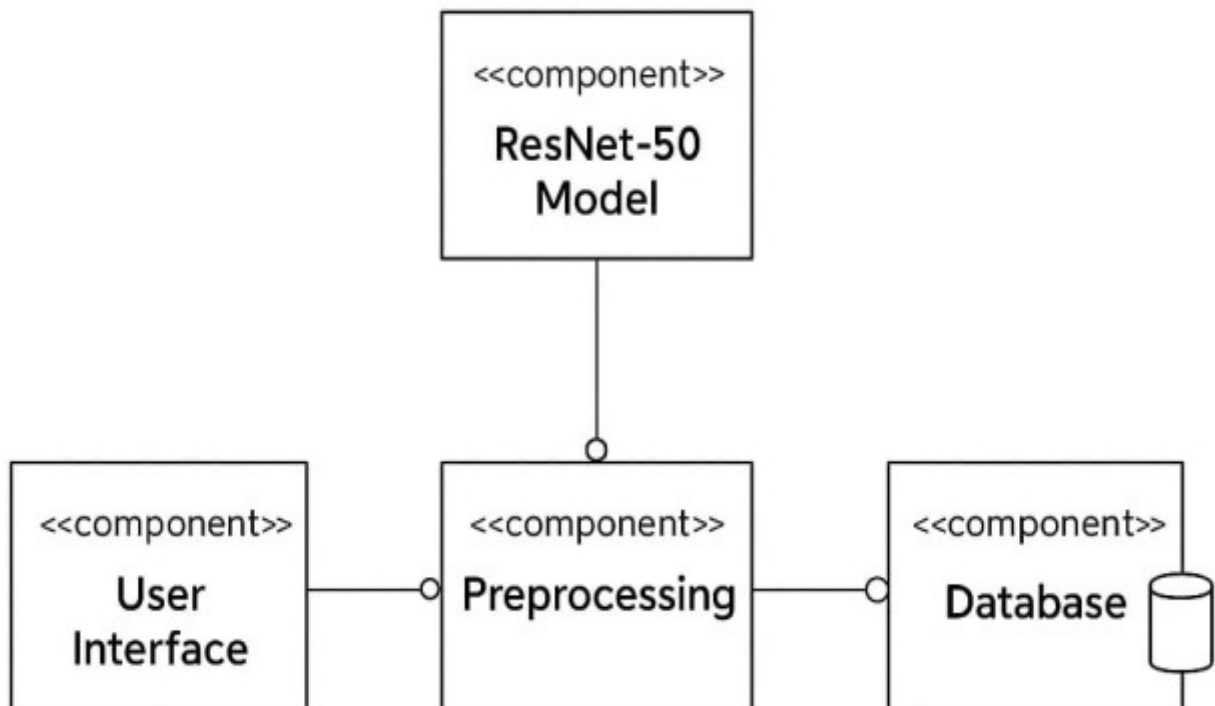 <<component>>
ResNet-50
Model
<<component>>
User
Interface
<<component>>
Preprocessing
<<component>>
Database